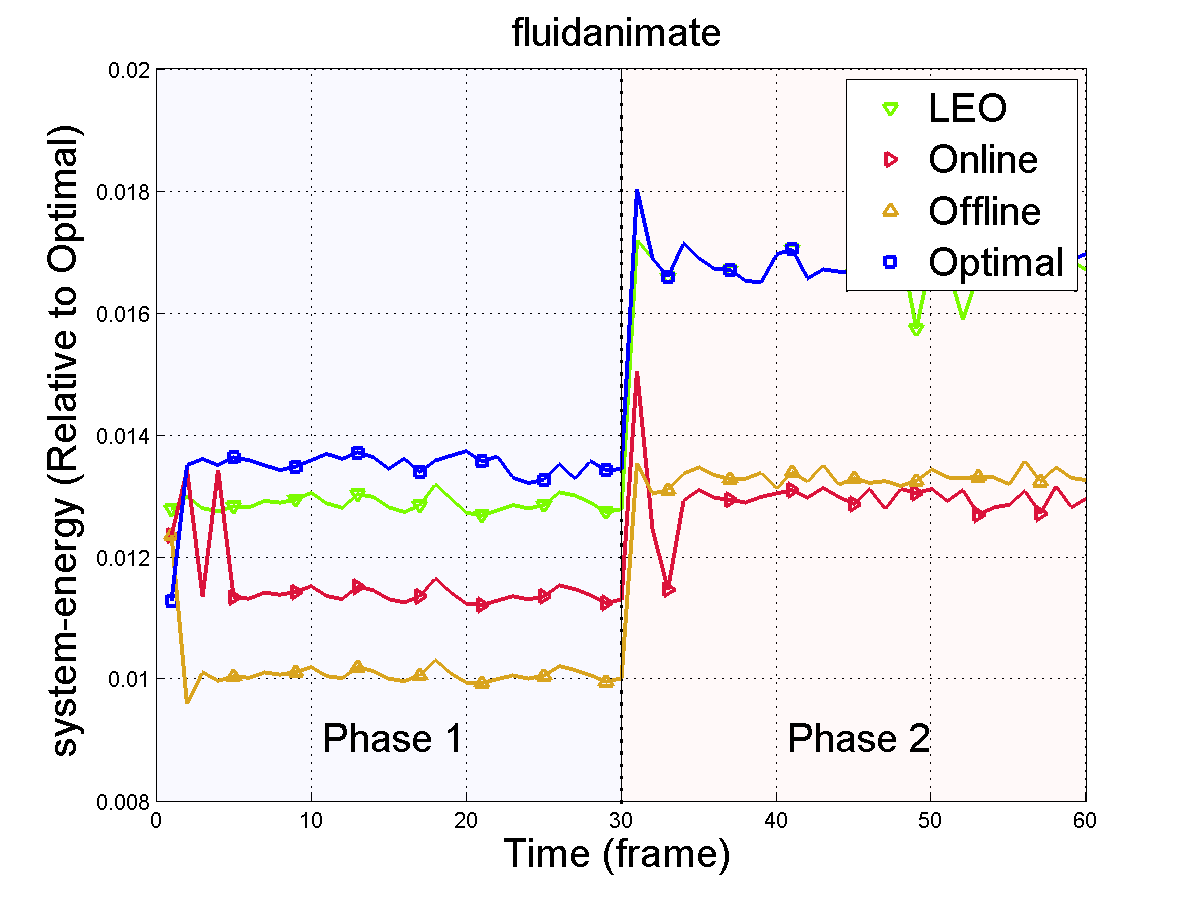 fluidanimate
system-energy (Relative to Optimal)
0.02
0.018
0.016
0.014
0.012
0.01
0.008
LEO
Online
Offline
Optimal
Phase 1
Phase 2
0
10
20
30
40
50
60
Time (frame)